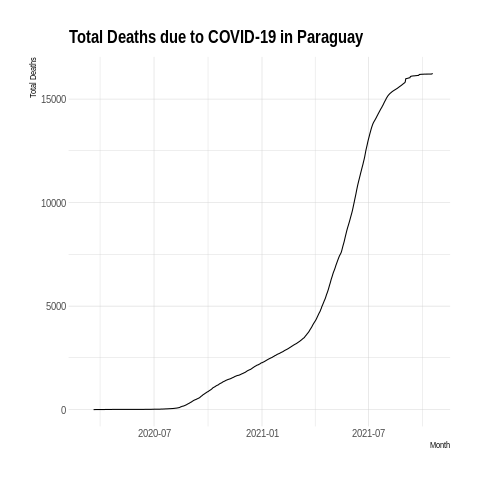 Total Deaths due to COVID-19 in Paraguay
Total Deaths
15000
10000
5000
0
2020-07
2021-01
2021-07
Month